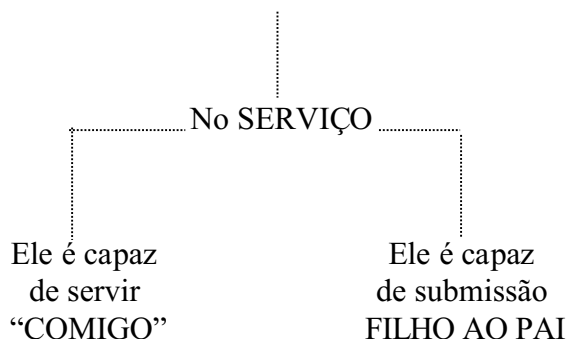 No SERVIÇO
Ele é capaz
de servir
“COMIGO”
Ele é capaz
de submissão
FILHO AO PAI